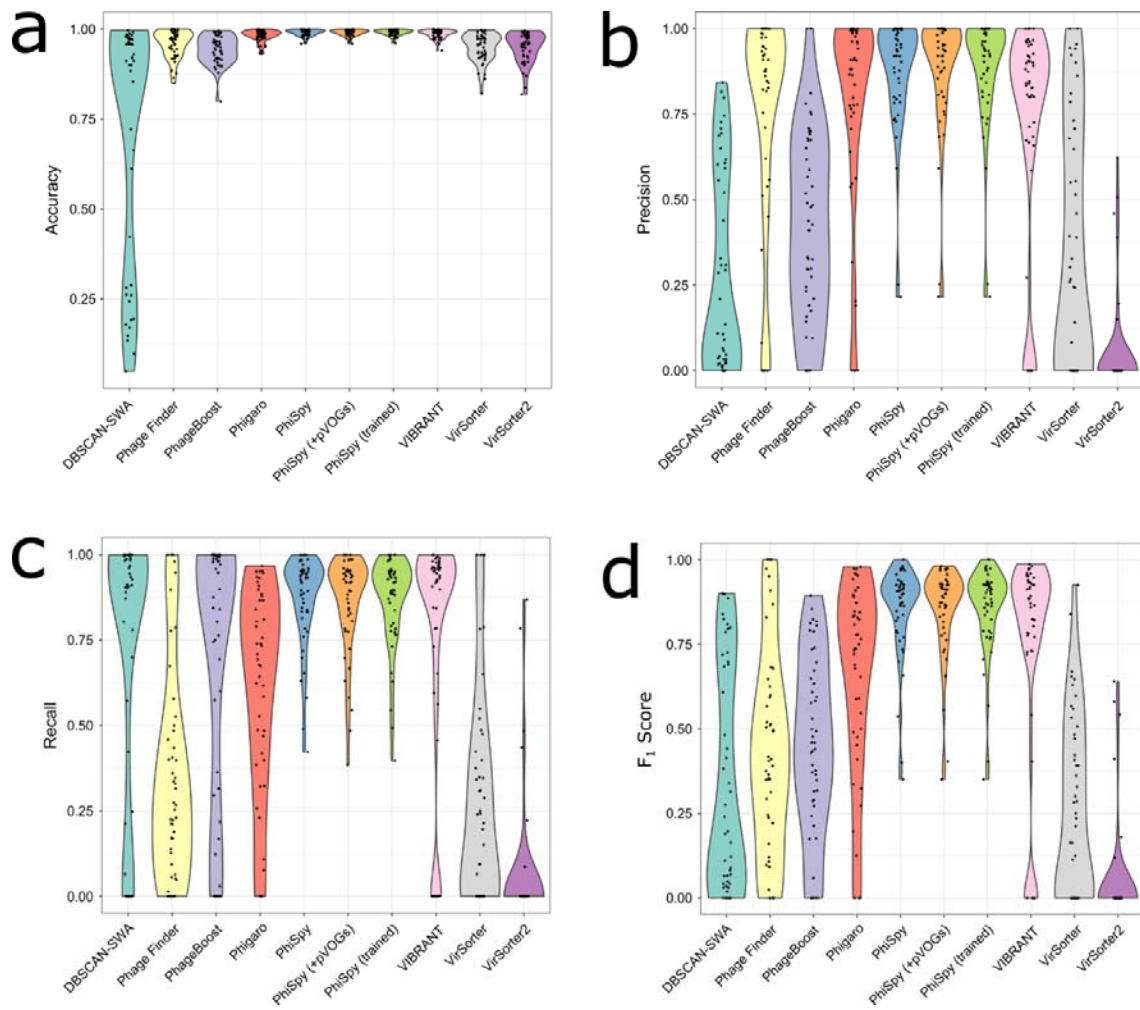 a
1.00
0.75
0.50
0.25
Accuracy
DBSCAN-SWA
Phage Finder
PhageBoost
Phigaro
PhiSpy
PhiSpy (+pVOGs)
PhiSpy (trained)
VIBRANT
VirSorter
VirSorter2
b
1.00
0.75
0.50
0.25
0.00
Precision
DBSCAN-SWA
Phage Finder
PhageBoost
Phigaro
PhiSpy
PhiSpy (+pVOGs)
PhiSpy (trained)
VIBRANT
VirSorter
VirSorter2
c
1.00
0.75
0.50
0.25
0.00
Recall
DBSCAN-SWA
Phage Finder
PhageBoost
Phigaro
PhiSpy
PhiSpy (+pVOGs)
PhiSpy (trained)
VIBRANT
VirSorter
VirSorter2
d
1.00
0.75
0.50
0.25
0.00
F₁ Score
DBSCAN-SWA
Phage Finder
PhageBoost
Phigaro
PhiSpy
PhiSpy (+pVOGs)
PhiSpy (trained)
VIBRANT
VirSorter
VirSorter2